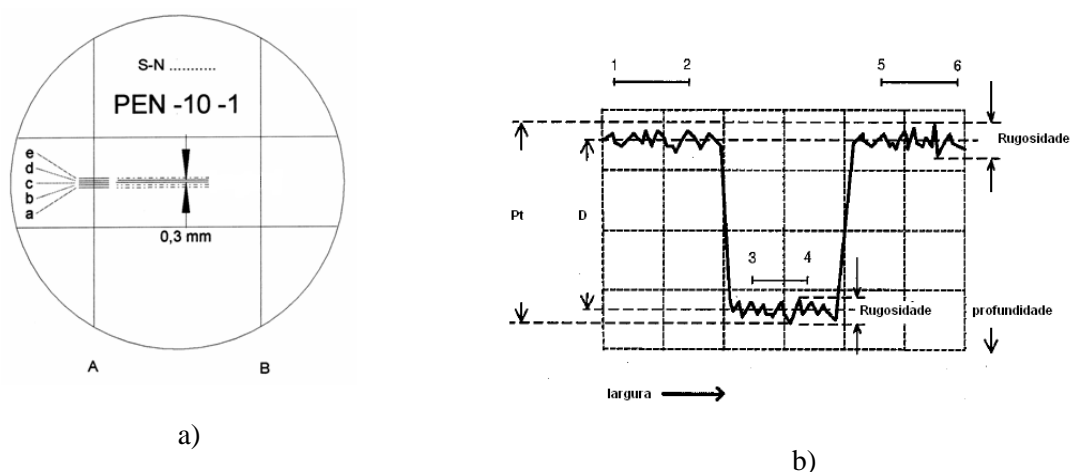 S-N ...........
PEN -10 -1
e
d
c
b
a
0,3 mm
A B
a)
1 2 5 6
Rugosidade
Pt D
3 4
Rugosidade profundidade
largura
b)